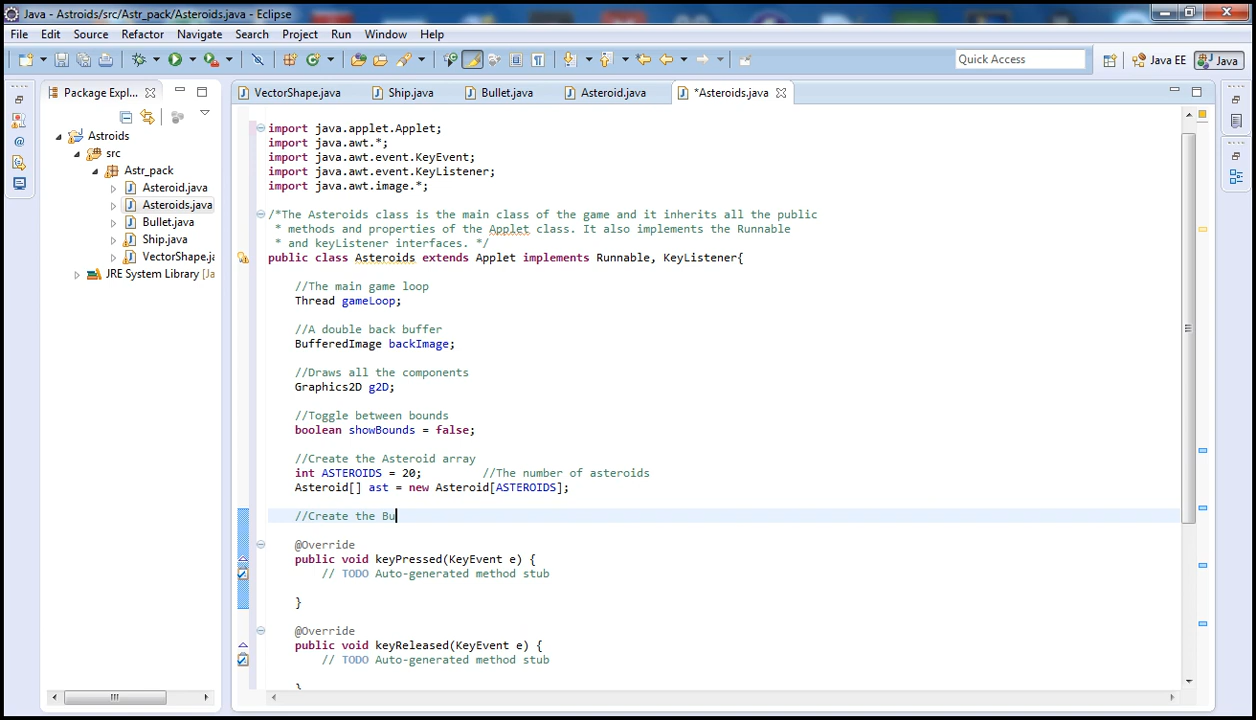 Java - Astroids/src/Astr_pack/Asteroids.java - Eclipse
File Edit Source Refactor Navigate Search Project Run Window Help
Quick Access Java EE Java
Package Expl...
VectorShape.java Ship.java Bullet.java Asteroid.java *Asteroids.java
Astroids
src
Astr_pack
Asteroid.java
Asteroids.java
Bullet.java
Ship.java
VectorShape.ja
JRE System Library [Ja
import java.applet.Applet;
import java.awt.*;
import java.awt.event.KeyEvent;
import java.awt.event.KeyListener;
import java.awt.image.*;
/*The Asteroids class is the main class of the game and it inherits all the public
* methods and properties of the Applet class. It also implements the Runnable
* and keyListener interfaces. */
public class Asteroids extends Applet implements Runnable, KeyListener{
//The main game loop
Thread gameLoop;
//A double back buffer
BufferedImage backImage;
//Draws all the components
Graphics2D g2D;
//Toggle between bounds
boolean showBounds = false;
//Create the Asteroid array
int ASTEROIDS = 20; //The number of asteroids
Asteroid[] ast = new Asteroid[ASTEROIDS];
//Create the Bu
@Override
public void keyPressed(KeyEvent e) {
// TODO Auto-generated method stub
}
@Override
public void keyReleased(KeyEvent e) {
// TODO Auto-generated method stub
}